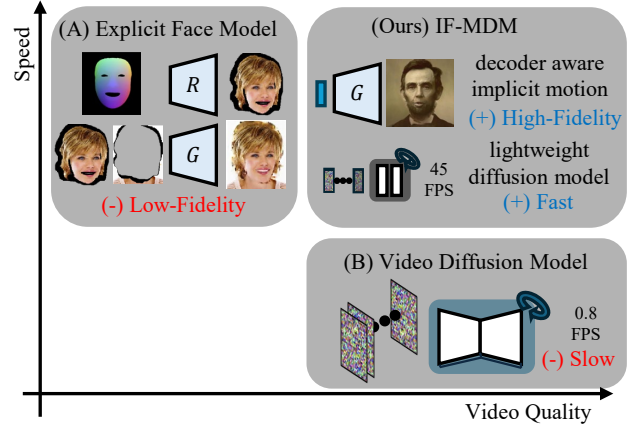 Speed
(A) Explicit Face Model
R
G
(-) Low-Fidelity
(Ours) IF-MDM
G
decoder aware
implicit motion
(+) High-Fidelity
45
FPS
lightweight
diffusion model
(+) Fast
(B) Video Diffusion Model
0.8
FPS
(-) Slow
Video Quality